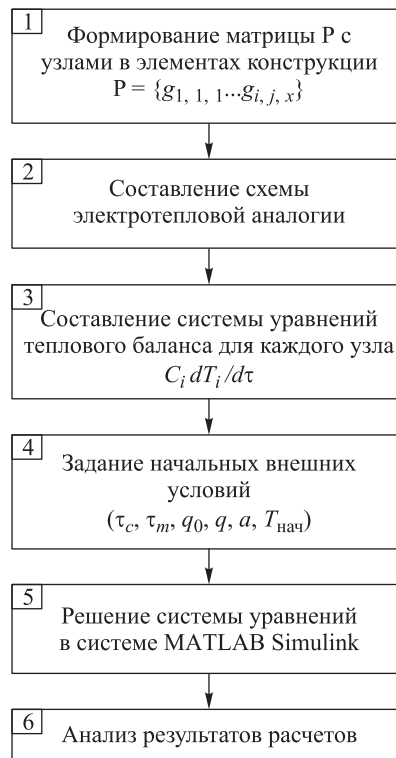 1
Формирование матрицы P с
узлами в элементах конструкции
P = {g1, 1, 1...gi, j, x}
2
Составление схемы
электротепловой аналогии
3
Составление системы уравнений
теплового баланса для каждого узла
Ci dTi /dτ
4
Задание начальных внешних
условий
(τc, τm, q0, q, a, Tнач)
5
Решение системы уравнений
в системе MATLAB Simulink
6
Анализ результатов расчетов